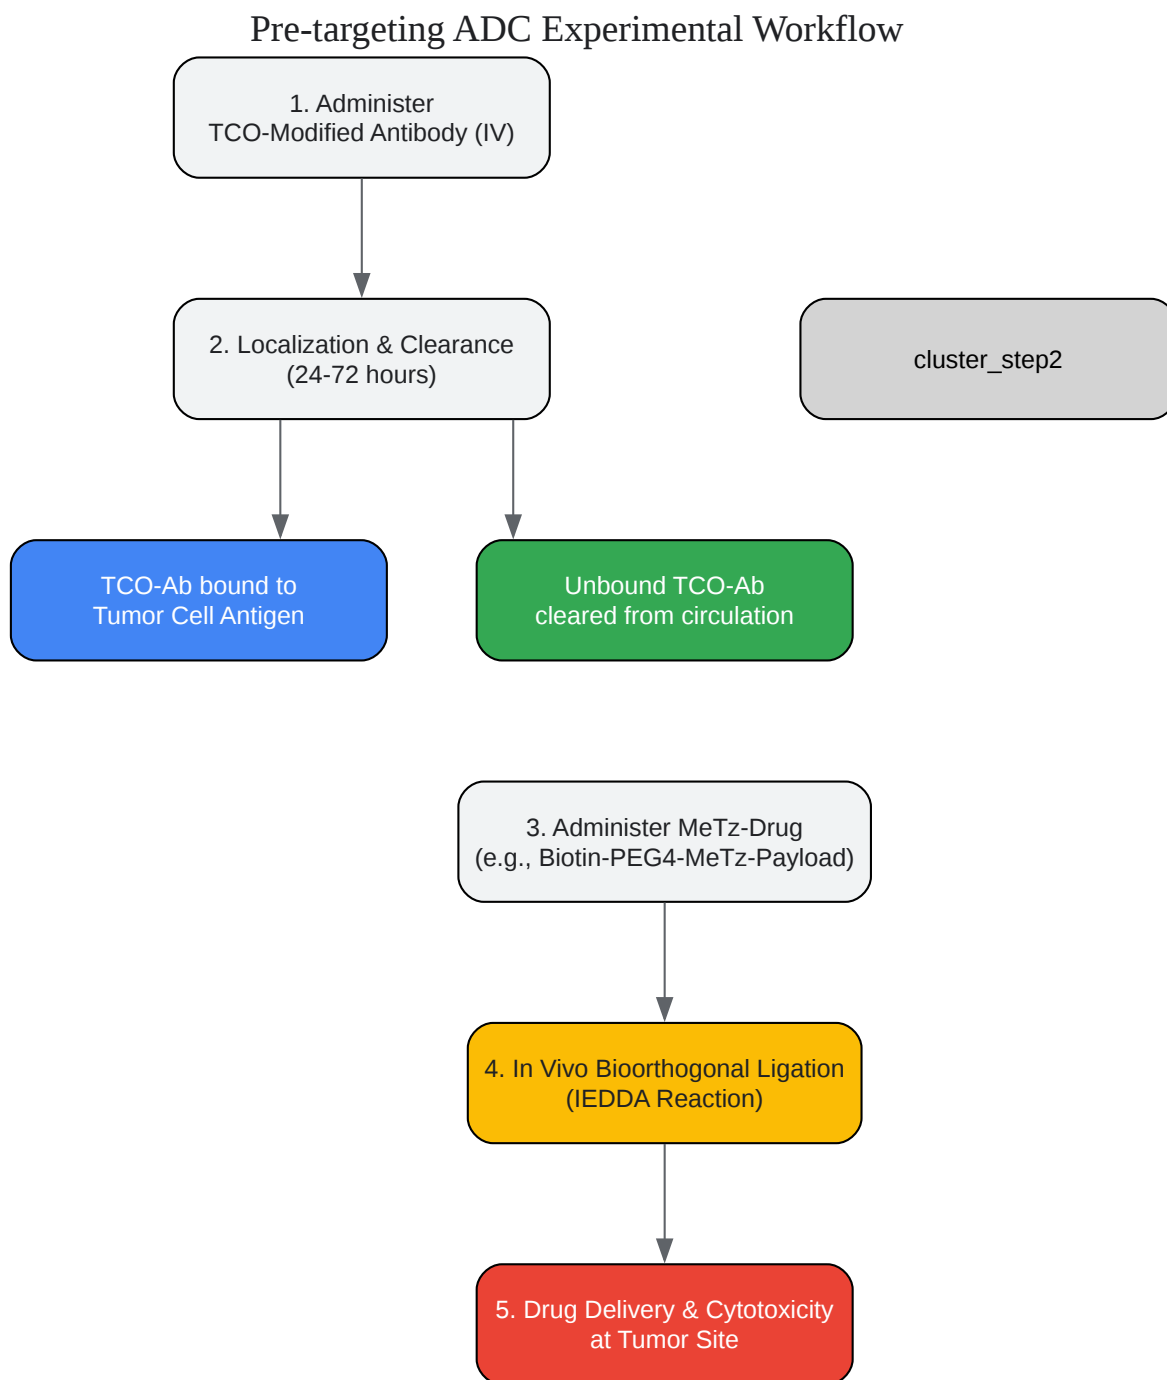 Pre-targeting ADC Experimental Workflow
1. Administer
TCO-Modified Antibody (IV)
2. Localization & Clearance
(24-72 hours)
cluster_step2
TCO-Ab bound to
Tumor Cell Antigen
Unbound TCO-Ab
cleared from circulation
3. Administer MeTz-Drug
(e.g., Biotin-PEG4-MeTz-Payload)
4. In Vivo Bioorthogonal Ligation
(IEDDA Reaction)
5. Drug Delivery & Cytotoxicity
at Tumor Site